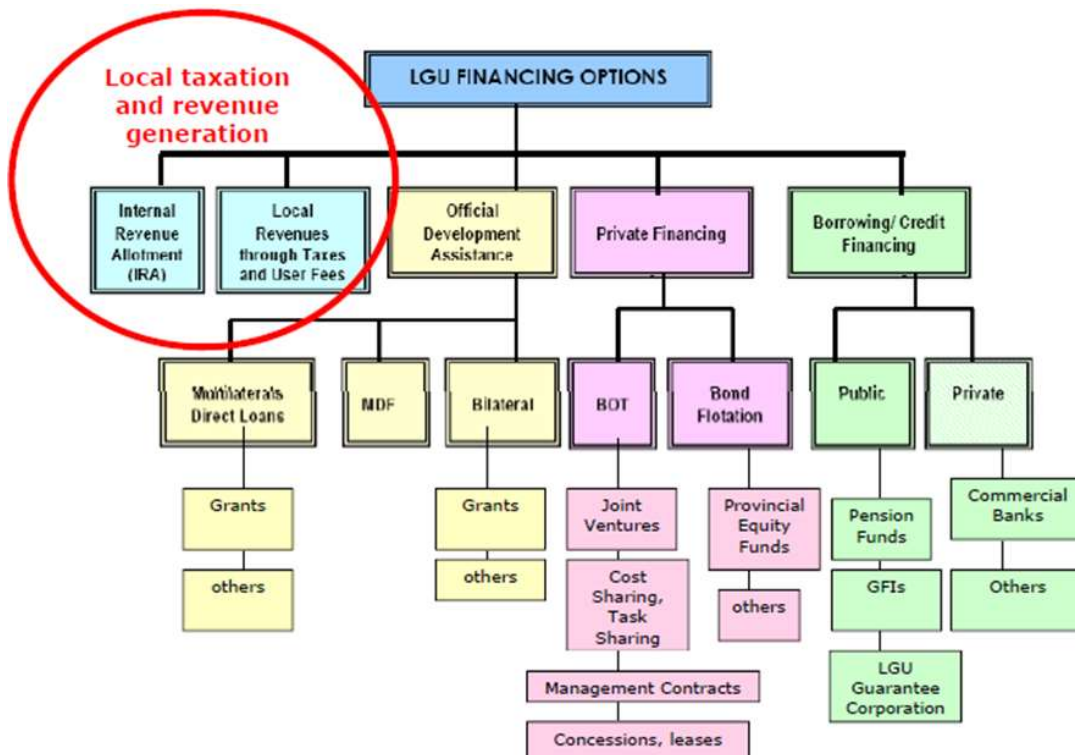 Local taxation
and revenue
generation
LGU FINANCING OPTIONS
Internal
Revenue
Allotment
(IRA)
Local
Revenues
through Taxes
and User Fees
Official
Development
Assistance
Private Financing
Borrowing/ Credit
Financing
Multilaterals
Direct Loans
MDF
Bilateral
BOT
Bond
Flotation
Public
Private
Grants
others
Grants
others
Joint
Ventures
Cost
Sharing,
Task
Sharing
Management Contracts
Concessions, leases
Provincial
Equity
Funds
others
Pension
Funds
GFIs
LGU
Guarantee
Corporation
Commercial
Banks
Others